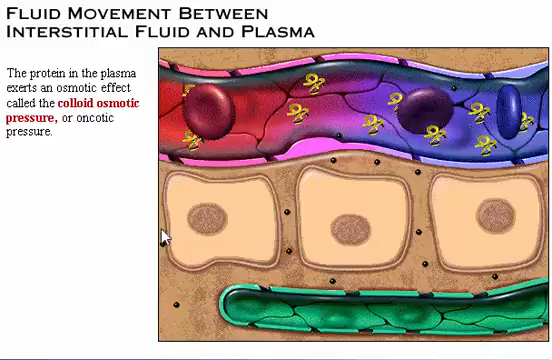 FLUID MOVEMENT BETWEEN
INTERSTITIAL FLUID AND PLASMA
The protein in the plasma
exerts an osmotic effect
called the colloid osmotic
pressure, or oncotic
pressure.